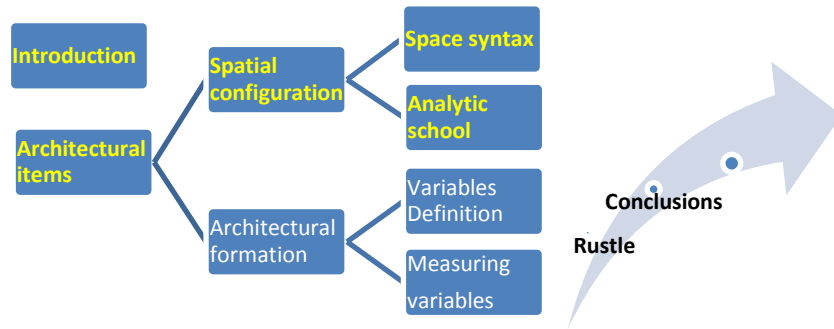 Introduction
Architectural
items
Spatial
configuration
Space syntax
Analytic
school
Architectural
formation
Variables
Definition
Measuring
variables
Rustle
Conclusions